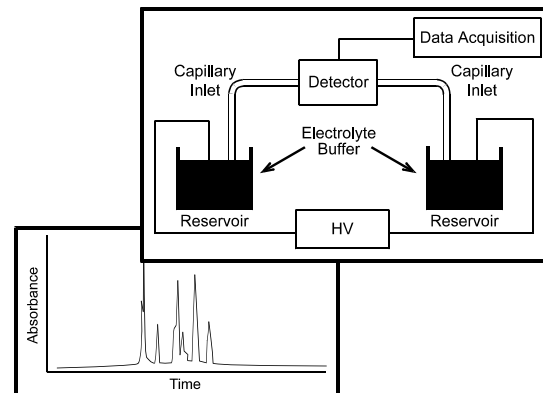 Data Acquisition
Capillary
Inlet
Detector
Capillary
Inlet
Electrolyte
Buffer
Reservoir
HV
Reservoir
Absorbance
Time